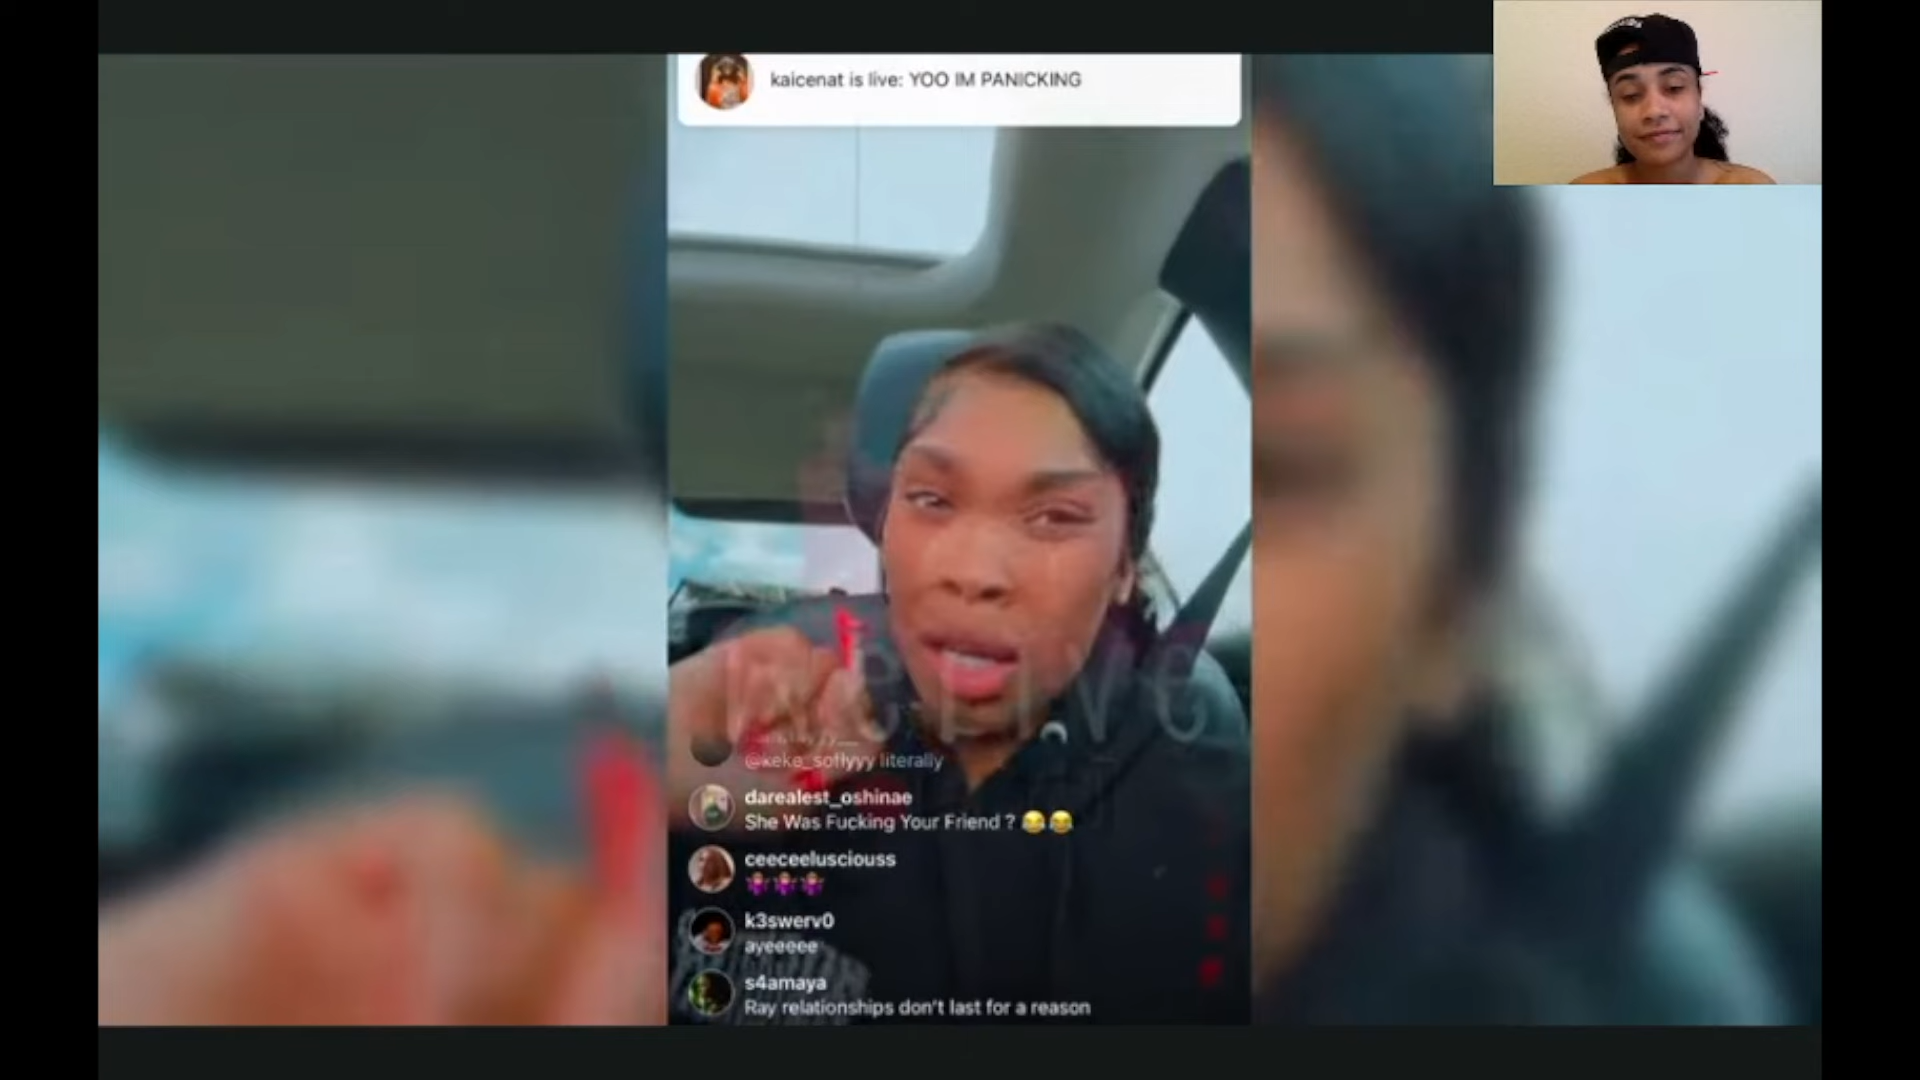 kaicenat is live: YOO IM PANICKING
@keke_soflyyy literally
darealest_oshinae
She Was Fucking Your Friend ? 😂😂
ceeceelusciouss
🤷🏽‍♀️🤷🏽‍♀️🤷🏽‍♀️
k3swerv0
ayeeeee
s4amaya
Ray relationships don't last for a reason